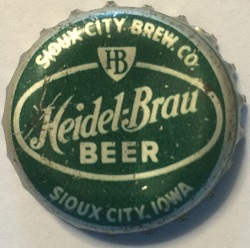 SIOUX CITY BREW. CO.
HB
Heidel-Brau
BEER
SIOUX CITY, IOWA